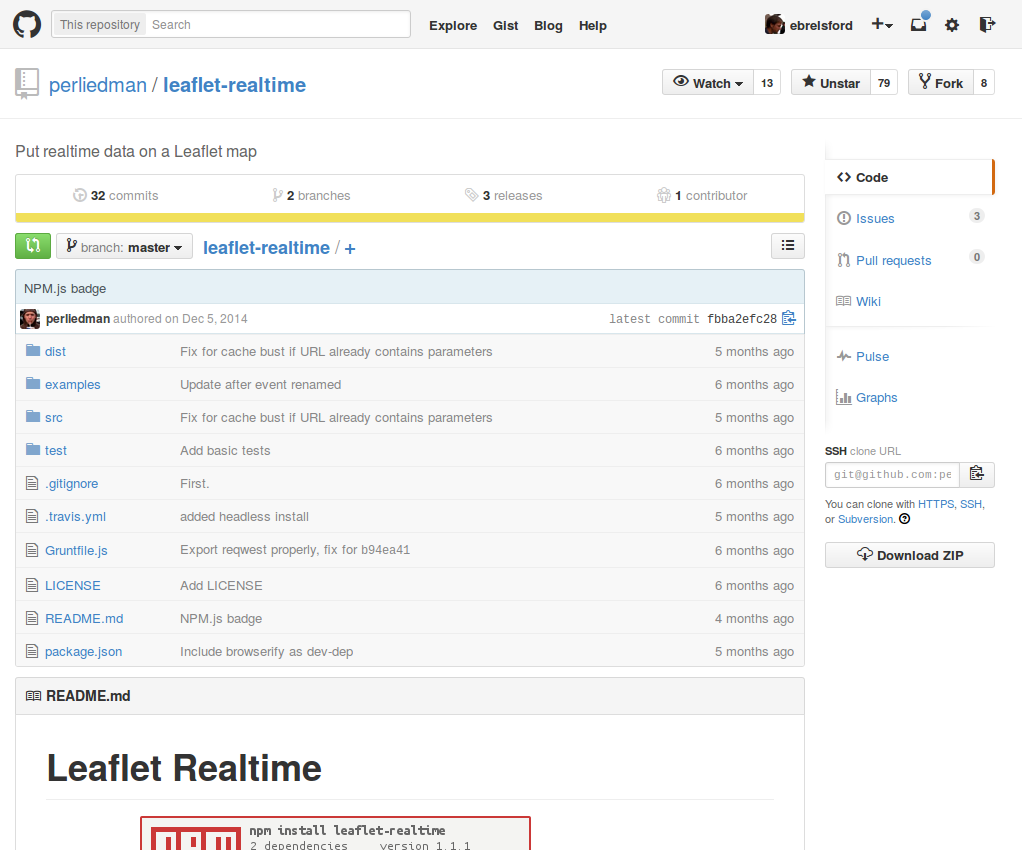 This repository Search Explore Gist Blog Help ebrelsford
perliedman / leaflet-realtime Watch 13 Unstar 79 Fork 8
Put realtime data on a Leaflet map
32 commits 2 branches 3 releases 1 contributor
branch: master leaflet-realtime / +
NPM.js badge
perliedman authored on Dec 5, 2014 latest commit fbba2efc28
dist Fix for cache bust if URL already contains parameters 5 months ago
examples Update after event renamed 6 months ago
src Fix for cache bust if URL already contains parameters 5 months ago
test Add basic tests 6 months ago
.gitignore First. 6 months ago
.travis.yml added headless install 5 months ago
Gruntfile.js Export reqwest properly, fix for b94ea41 6 months ago
LICENSE Add LICENSE 6 months ago
README.md NPM.js badge 4 months ago
package.json Include browserify as dev-dep 5 months ago
README.md
Leaflet Realtime
npm install leaflet-realtime
2 dependencies version 1.1.1
Code
Issues 3
Pull requests 0
Wiki
Pulse
Graphs
SSH clone URL
git@github.com:pe
You can clone with HTTPS, SSH,
or Subversion.
Download ZIP